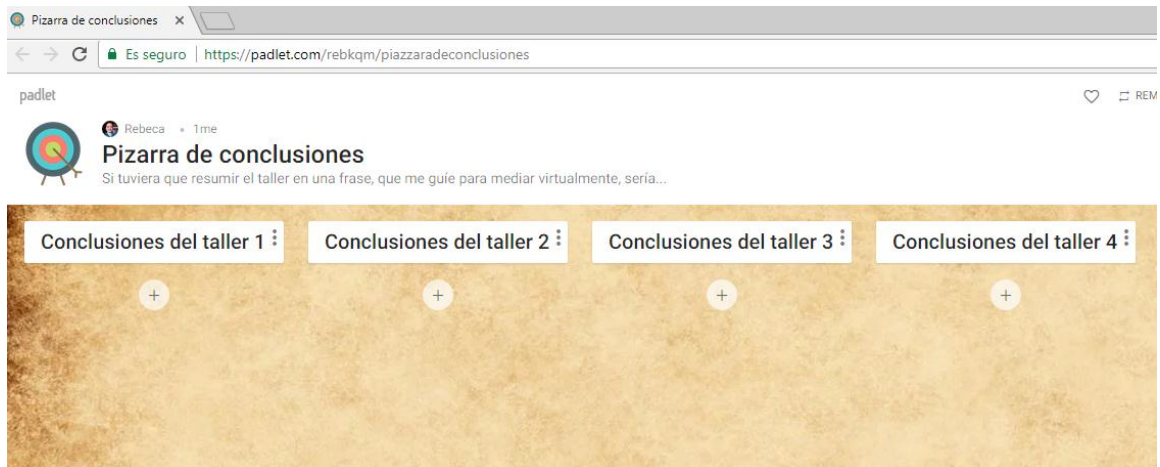 Pizarra de conclusiones
Es seguro | https://padlet.com/rebkqm/piazzaradeconclusiones
padlet
REM
Rebeca • 1me
Pizarra de conclusiones
Si tuviera que resumir el taller en una frase, que me guíe para mediar virtualmente, sería...
Conclusiones del taller 1
Conclusiones del taller 2
Conclusiones del taller 3
Conclusiones del taller 4